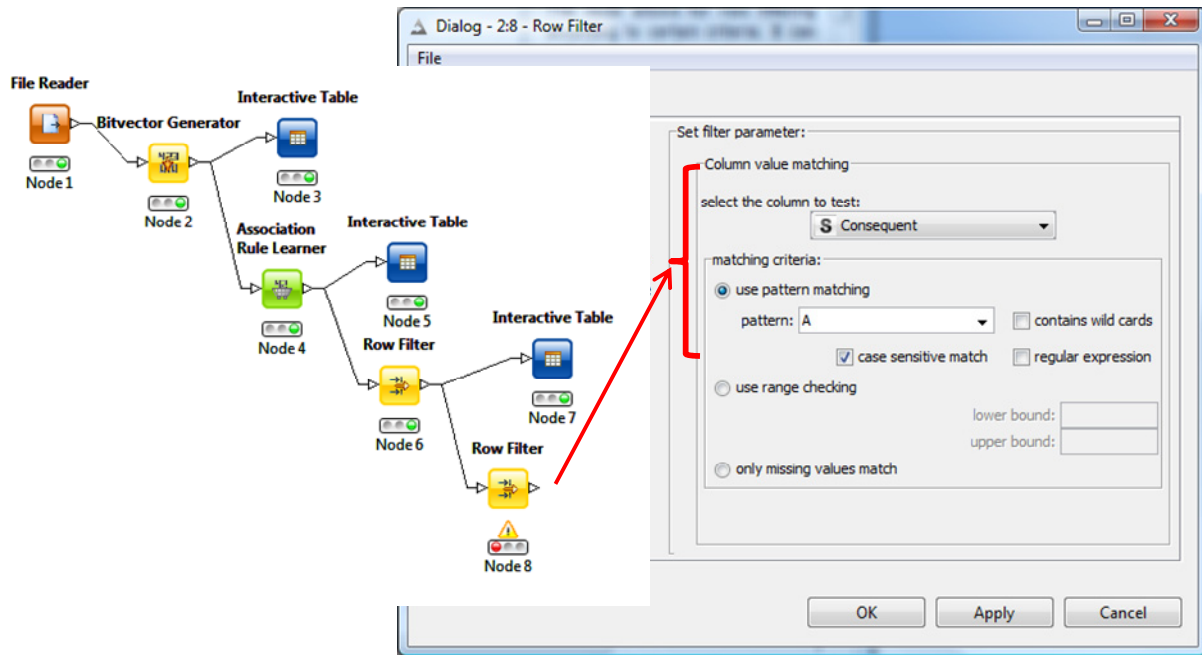 Dialog - 2:8 - Row Filter
File
File Reader
Node 1
Bitvector Generator
Node 2
Interactive Table
Node 3
Association
Rule Learner
Node 4
Interactive Table
Node 5
Row Filter
Node 6
Interactive Table
Node 7
Row Filter
Node 8
Set filter parameter:
Column value matching
select the column to test:
S Consequent
matching criteria:
use pattern matching
pattern: A
contains wild cards
case sensitive match
regular expression
use range checking
lower bound:
upper bound:
only missing values match
OK
Apply
Cancel